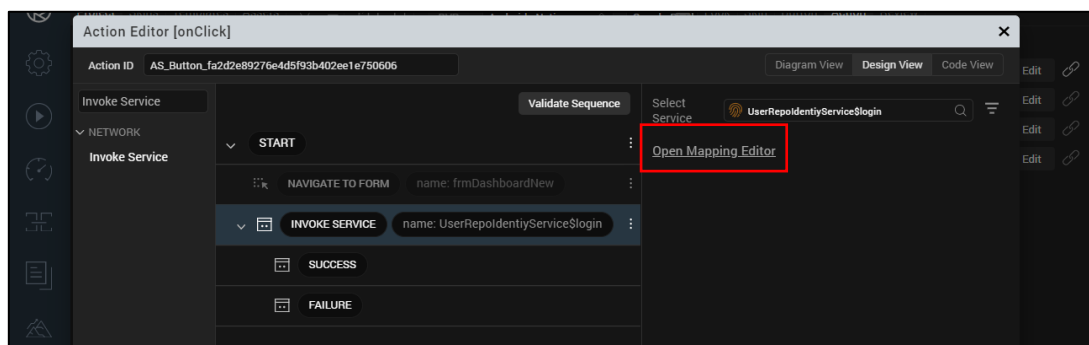 Action Editor [onClick]
Action ID AS_Button_fa2d2e89276e4d5f93b402ee1e750606
Diagram View Design View Code View
Invoke Service
NETWORK
Invoke Service
Validate Sequence
START
NAVIGATE TO FORM name: frmDashboardNew
INVOKE SERVICE name: UserRepoIdentiyService$login
SUCCESS
FAILURE
Select
Service
UserRepoIdentiyService$login
Open Mapping Editor
Edit
Edit
Edit
Edit